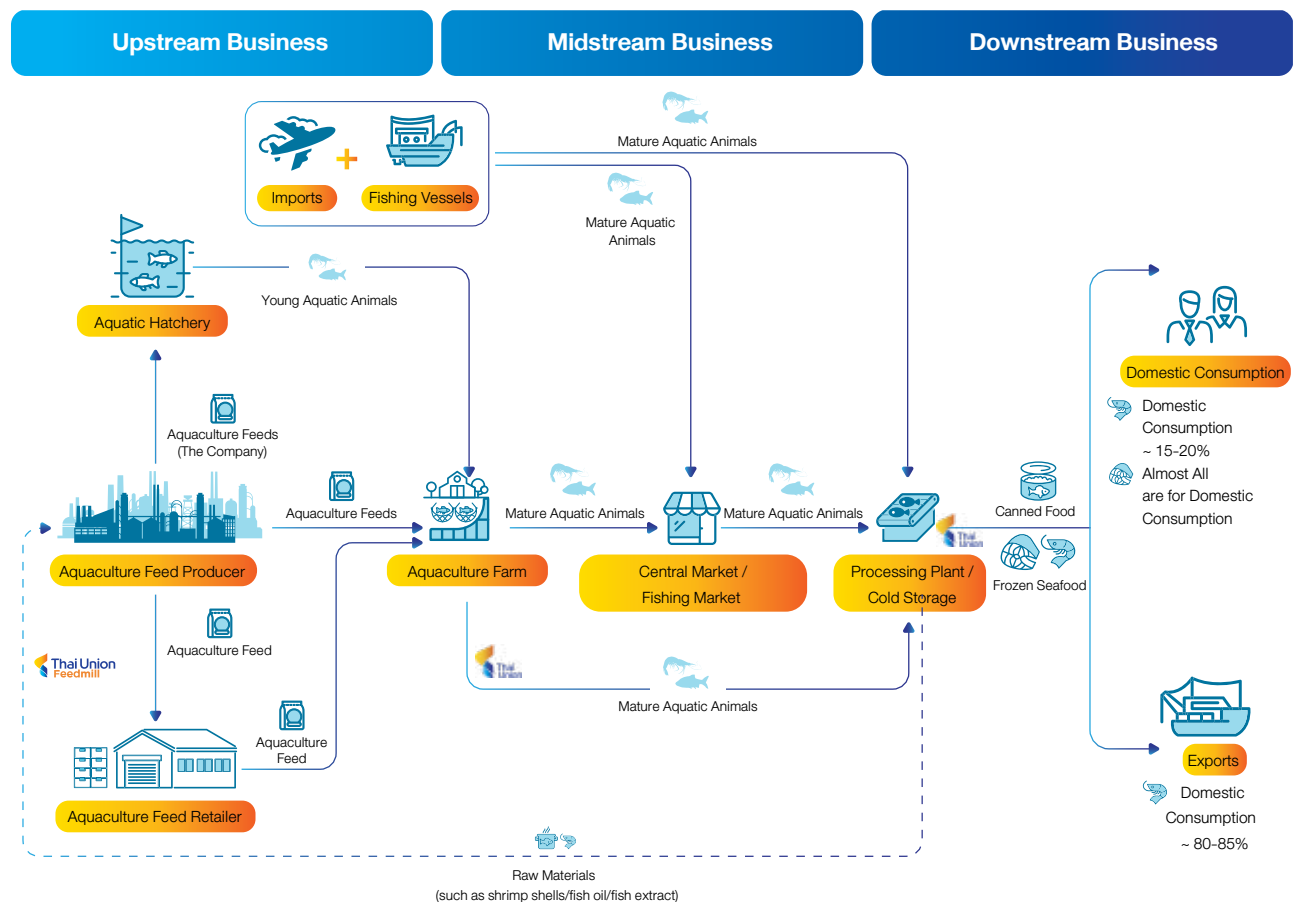 Upstream Business
Midstream Business
Downstream Business
Imports
+
Fishing Vessels
Mature Aquatic Animals
Mature Aquatic
Animals
Young Aquatic Animals
Aquatic Hatchery
Aquaculture Feeds
(The Company)
Aquaculture Feeds
Aquaculture Feed Producer
Aquaculture Farm
Mature Aquatic Animals
Central Market /
Fishing Market
Mature Aquatic Animals
Processing Plant /
Cold Storage
Thai
Union
Canned Food
Frozen Seafood
Domestic Consumption
Domestic
Consumption
~ 15-20%
Almost All
are for Domestic
Consumption
Aquaculture Feed
Thai Union
Feedmill
Aquaculture
Feed
Aquaculture Feed Retailer
Thai
Union
Mature Aquatic Animals
Exports
Domestic
Consumption
~ 80-85%
Raw Materials
(such as shrimp shells/fish oil/fish extract)